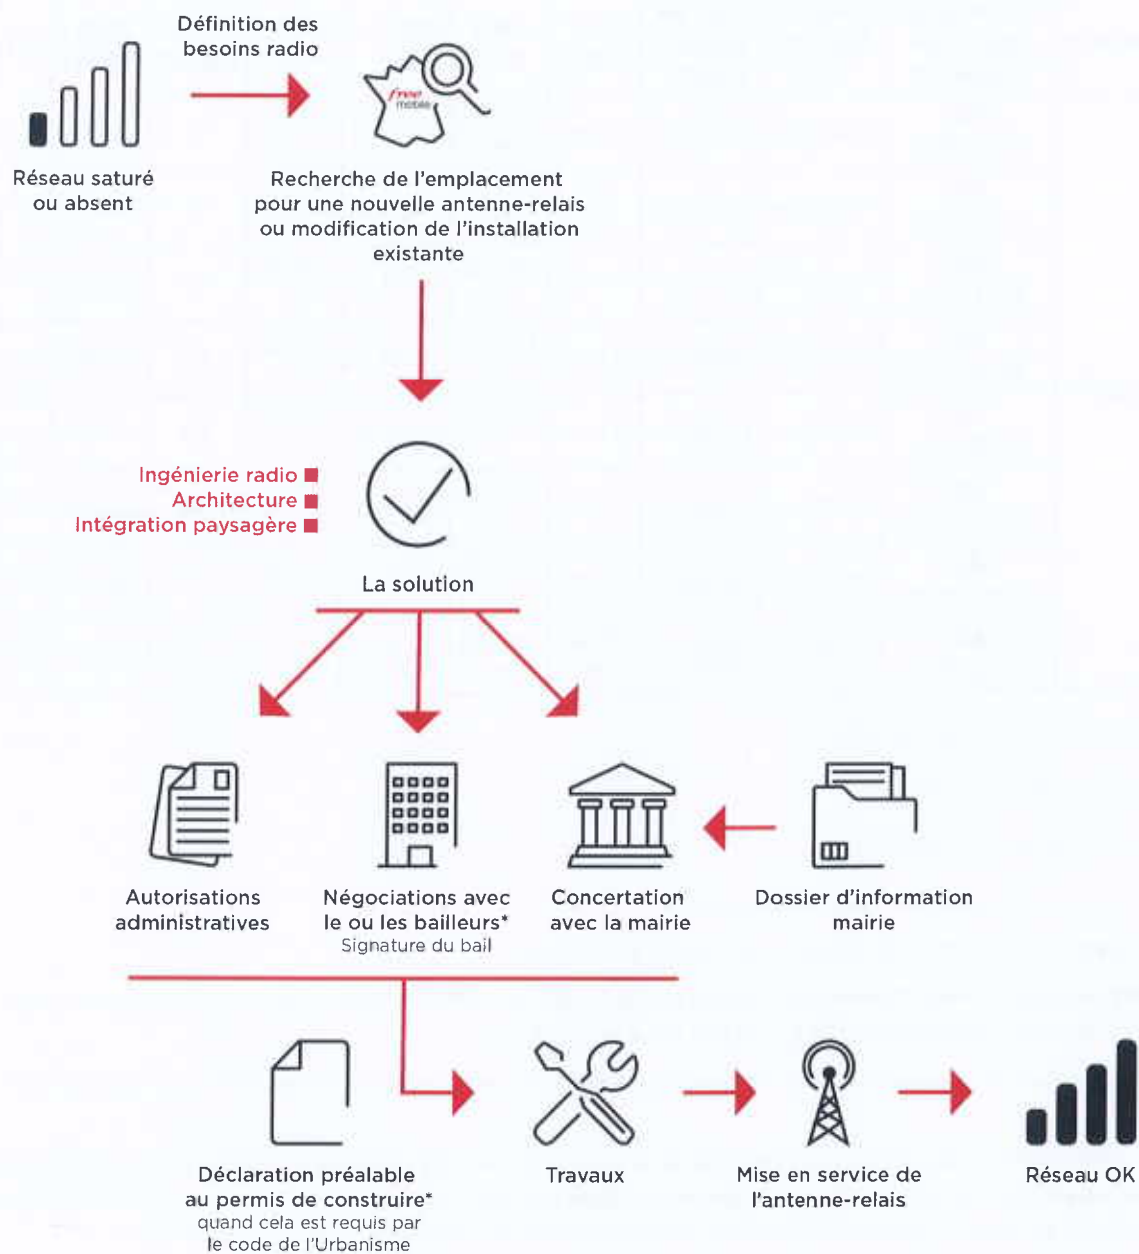 Définition des
besoins radio
free
mobile
Réseau saturé
ou absent
Recherche de l'emplacement
pour une nouvelle antenne-relais
ou modification de l'installation
existante
Ingénierie radio
Architecture
Intégration paysagère
La solution
Autorisations
administratives
Négociations avec
le ou les bailleurs*
Signature du bail
Concertation
avec la mairie
Dossier d'information
mairie
Déclaration préalable
au permis de construire*
quand cela est requis par
le code de l'Urbanisme
Travaux
Mise en service de
l'antenne-relais
Réseau OK